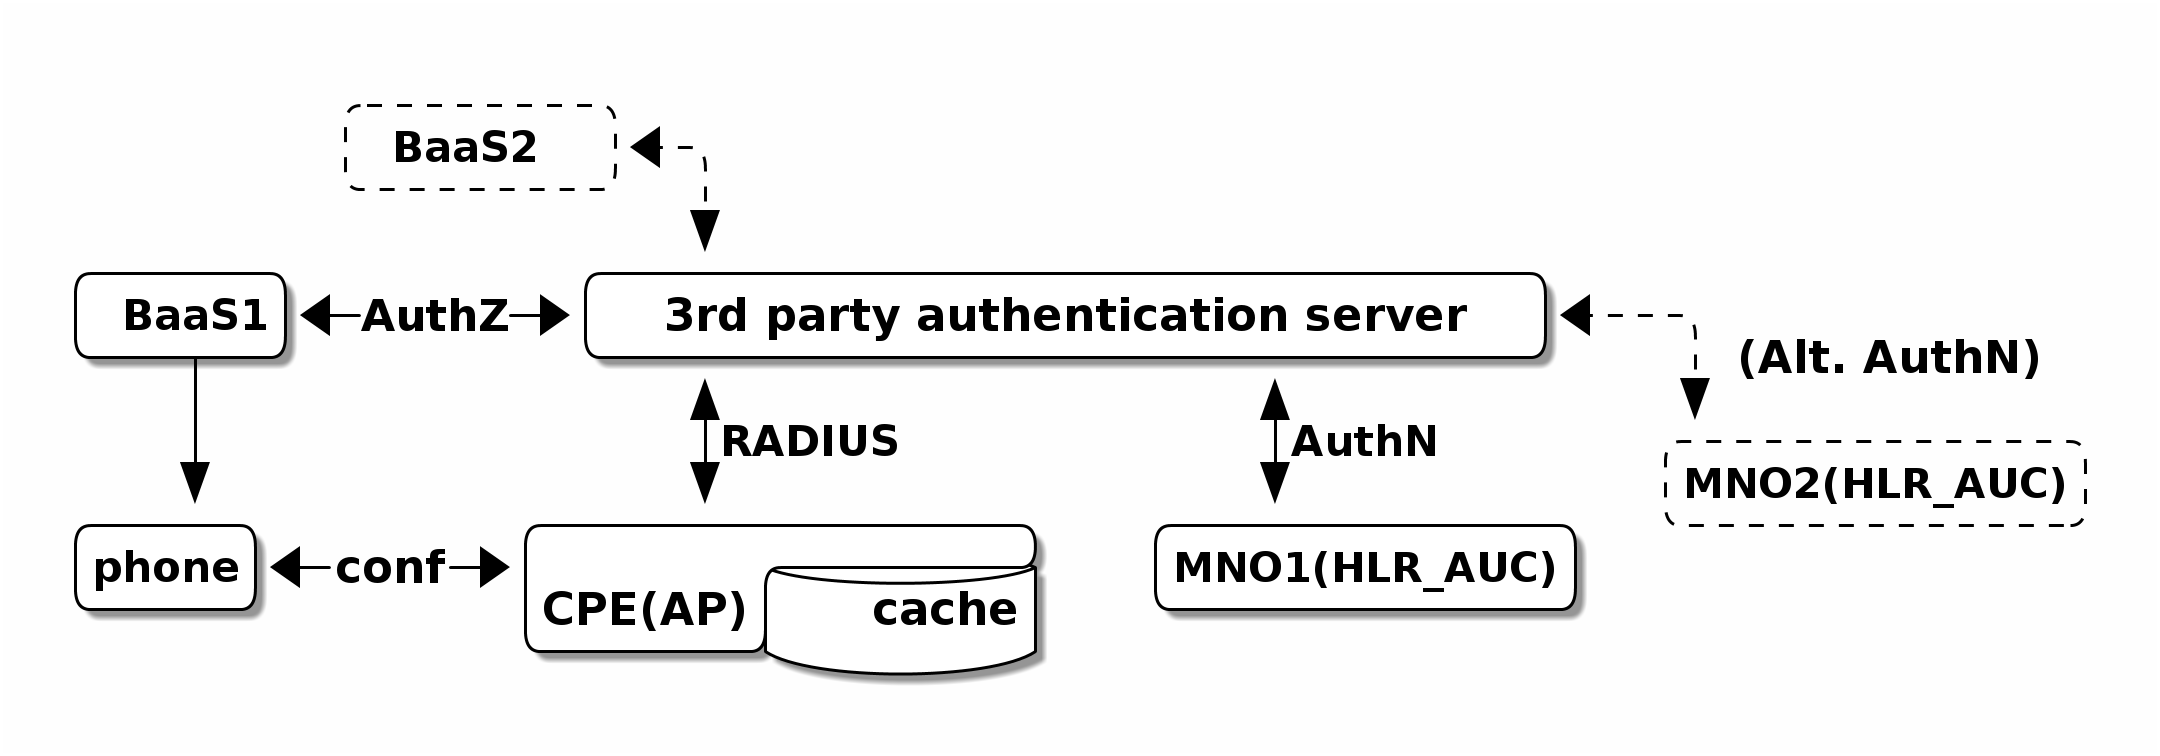 BaaS2
BaaS1
AuthZ
3rd party authentication server
(Alt. AuthN)
RADIUS
AuthN
MNO2(HLR_AUC)
phone
conf
CPE(AP)
cache
MNO1(HLR_AUC)